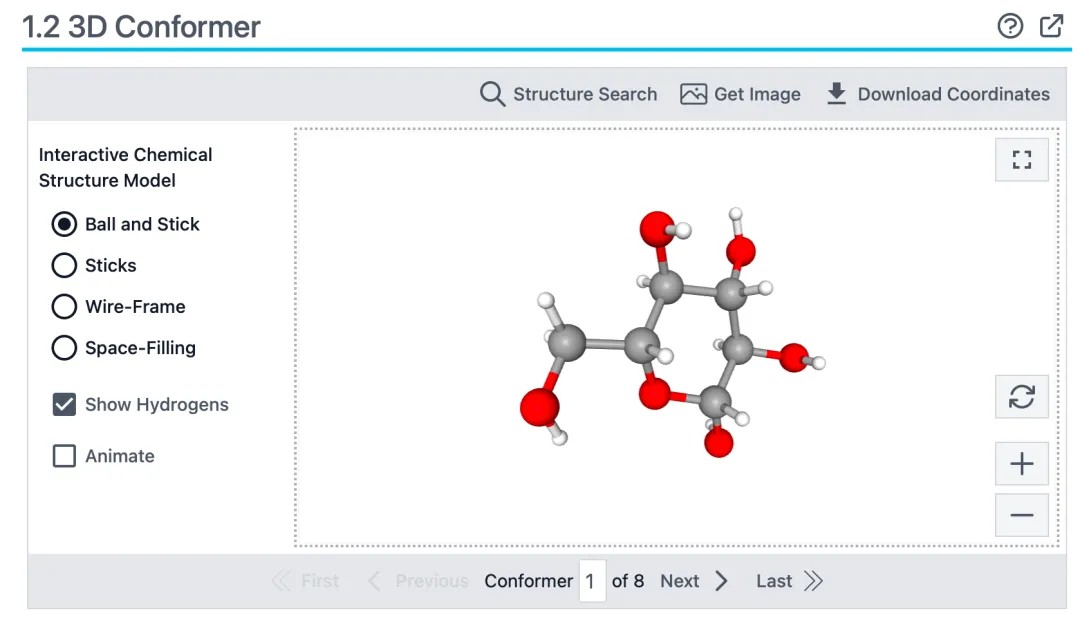 1.2 3D Conformer
Structure Search Get Image Download Coordinates
Interactive Chemical
Structure Model
Ball and Stick
Sticks
Wire-Frame
Space-Filling
Show Hydrogens
Animate
First Previous Conformer 1 of 8 Next Last